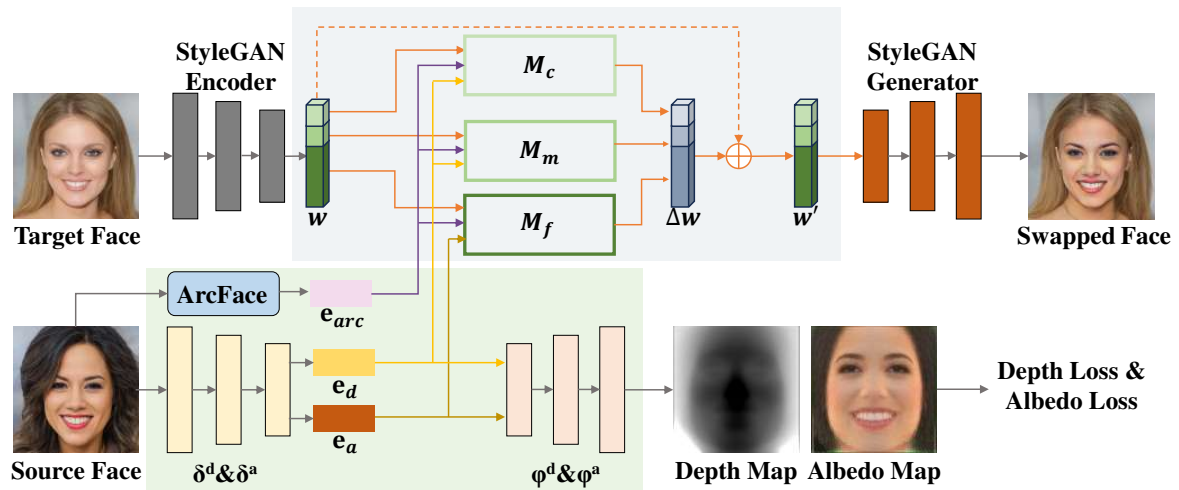 StyleGAN
Encoder
StyleGAN
Generator
M_c
M_m
M_f
w
Δw
w′
Target Face
Swapped Face
ArcFace
e_arc
e_d
e_a
Source Face
δ^d&δ^a
φ^d&φ^a
Depth Map
Albedo Map
Depth Loss &
Albedo Loss